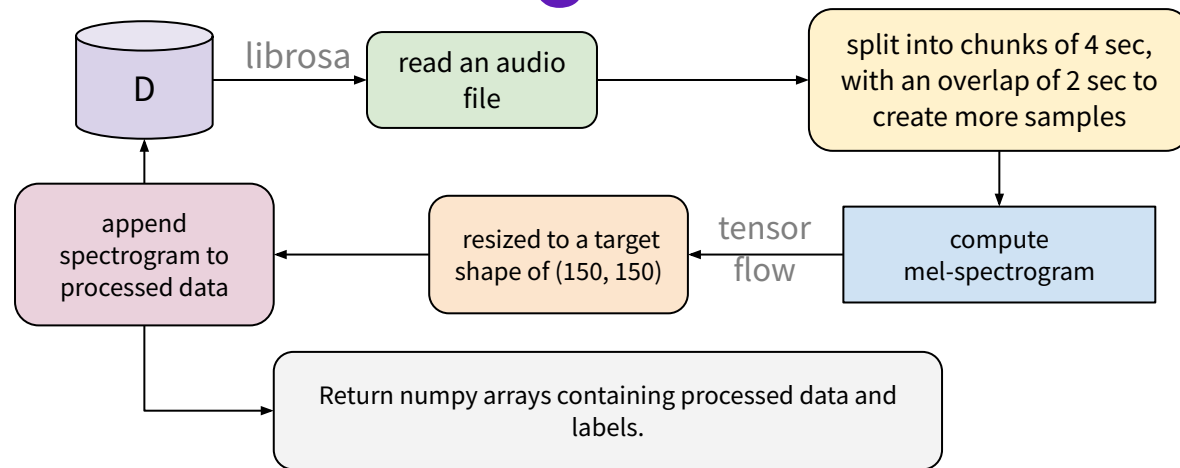 D
librosa
read an audio
file
split into chunks of 4 sec,
with an overlap of 2 sec to
create more samples
compute
mel-spectrogram
tensor
flow
resized to a target
shape of (150, 150)
append
spectrogram to
processed data
Return numpy arrays containing processed data and
labels.